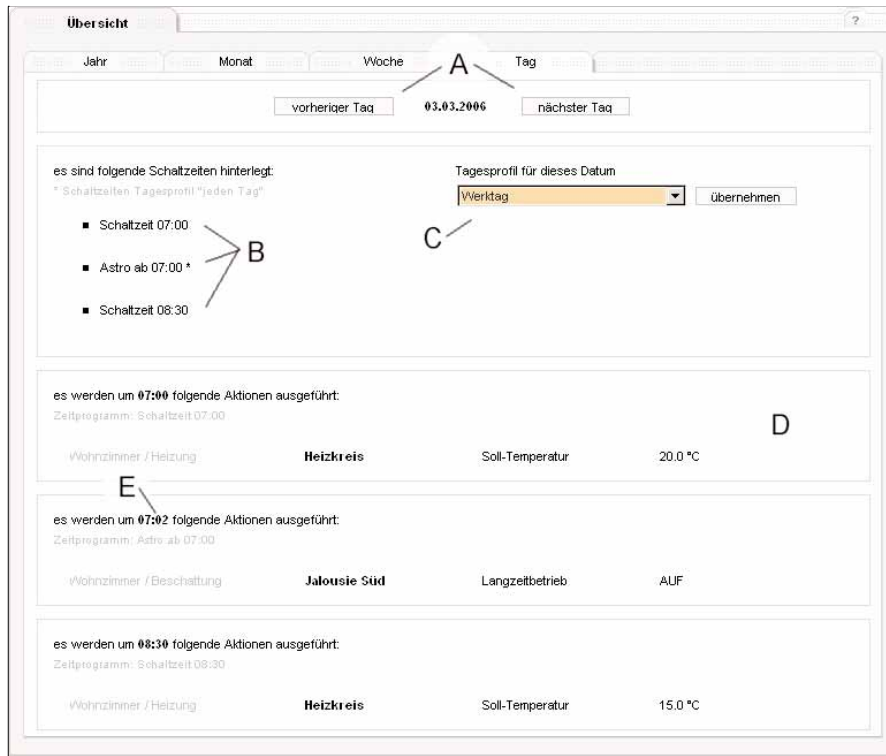 Übersicht
?
Jahr Monat Woche A Tag
vorheriger Tag 03.03.2006 nächster Tag
es sind folgende Schaltzeiten hinterlegt:
* Schaltzeiten Tagesprofil "jeden Tag"
Schaltzeit 07:00
Astro ab 07:00 *
Schaltzeit 08:30
B
Tagesprofil für dieses Datum
Werktag übernehmen
C
es werden um 07:00 folgende Aktionen ausgeführt:
Zeitprogramm: Schaltzeit 07:00
D
Wohnzimmer / Heizung Heizkreis Soll-Temperatur 20.0 °C
E
es werden um 07:02 folgende Aktionen ausgeführt:
Zeitprogramm: Astro ab 07:00
Wohnzimmer / Beschattung Jalousie Süd Langzeitbetrieb AUF
es werden um 08:30 folgende Aktionen ausgeführt:
Zeitprogramm: Schaltzeit 08:30
Wohnzimmer / Heizung Heizkreis Soll-Temperatur 15.0 °C